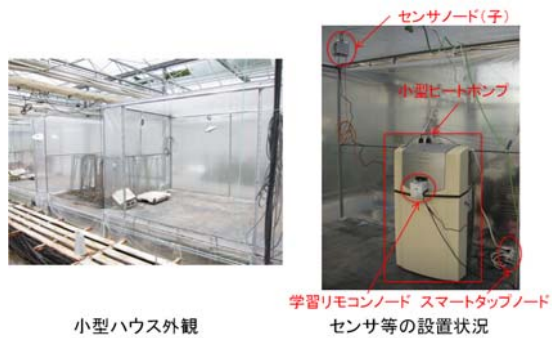 センサノード(子)
小型ヒートポンプ
学習リモコンノード スマートタップノード
小型ハウス外観
センサ等の設置状況